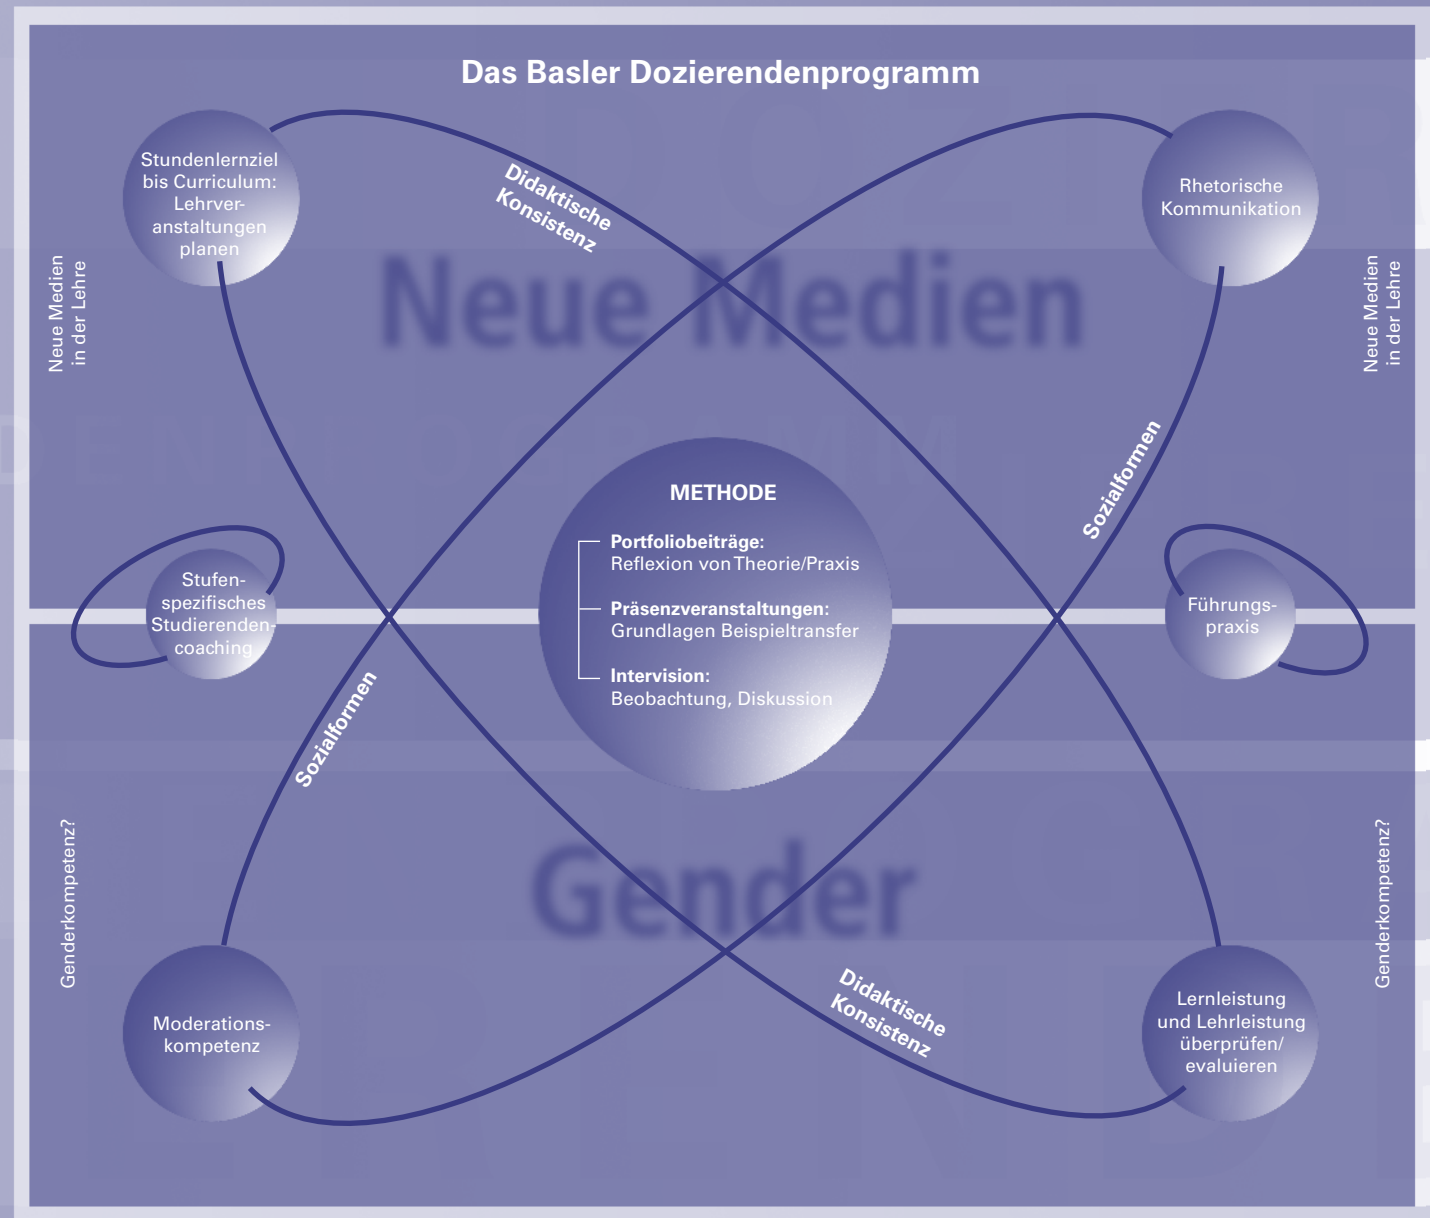 Das Basler Dozierendenprogramm
Stundenlernziel
bis Curriculum:
Lehrver-
anstaltungen
planen
Didaktische
Konsistenz
Rhetorische
Kommunikation
Neue Medien
in der Lehre
Neue Medien
Neue Medien
in der Lehre
Sozialformen
METHODE
Portfoliobeiträge:
Reflexion von Theorie/Praxis
Präsenzveranstaltungen:
Grundlagen Beispieltransfer
Intervision:
Beobachtung, Diskussion
Stufen-
spezifisches
Studierenden-
coaching
Führungs-
praxis
Sozialformen
Genderkompetenz?
Gender
Genderkompetenz?
Moderations-
kompetenz
Didaktische
Konsistenz
Lernleistung
und Lehrleistung
überprüfen/
evaluieren